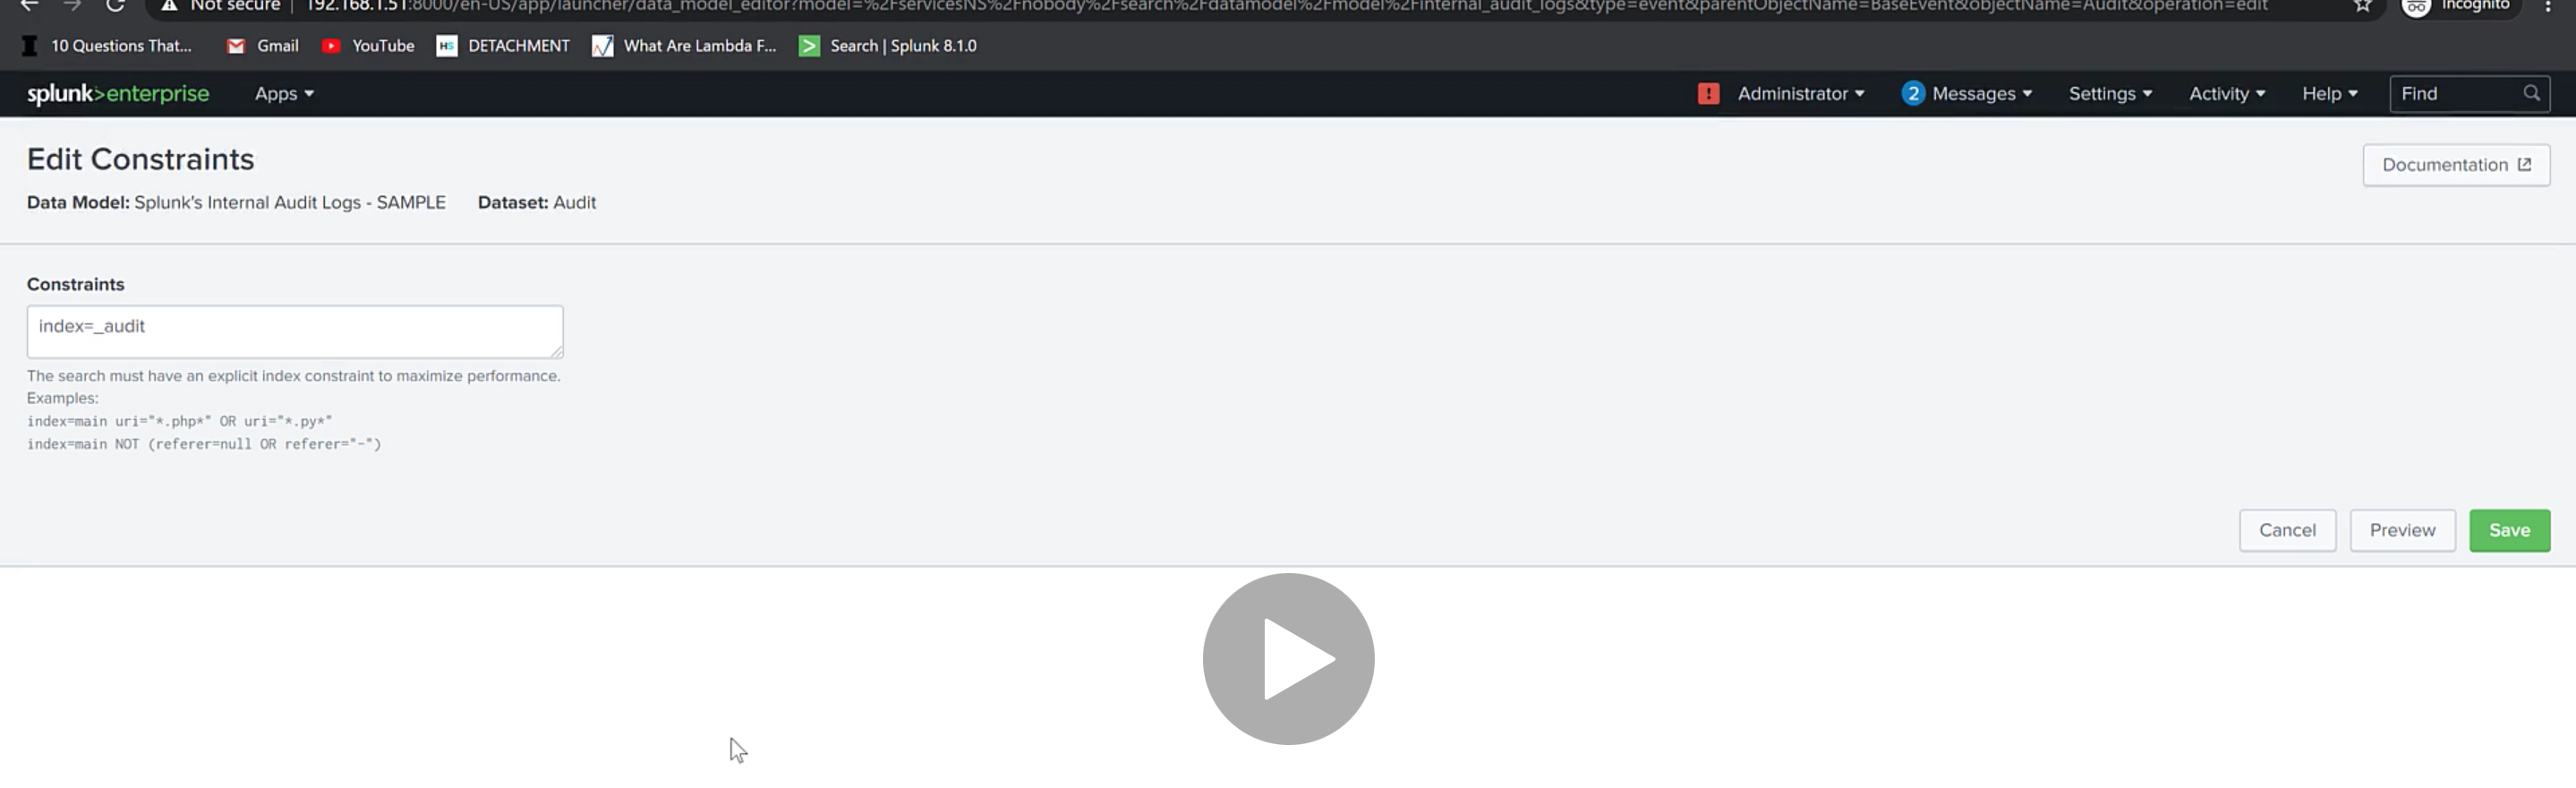 Not secure | 192.168.1.51:8000/en-US/app/launcher/data_model_editor?model=%2FservicesNS%2Fnobody%2Fsearch%2Fdatamodel%2Fmodel%2Finternal_audit_logs&type=event&parentObjectName=BaseEvent&objectName=Audit&operation=edit Incognito
10 Questions That... Gmail YouTube HS DETACHMENT What Are Lambda F... Search | Splunk 8.1.0
splunk>enterprise Apps Administrator 2 Messages Settings Activity Help Find
Edit Constraints
Documentation
Data Model: Splunk's Internal Audit Logs - SAMPLE Dataset: Audit
Constraints
index=_audit
The search must have an explicit index constraint to maximize performance.
Examples:
index=main uri="*.php*" OR uri="*.py*"
index=main NOT (referer=null OR referer="-")
Cancel Preview Save